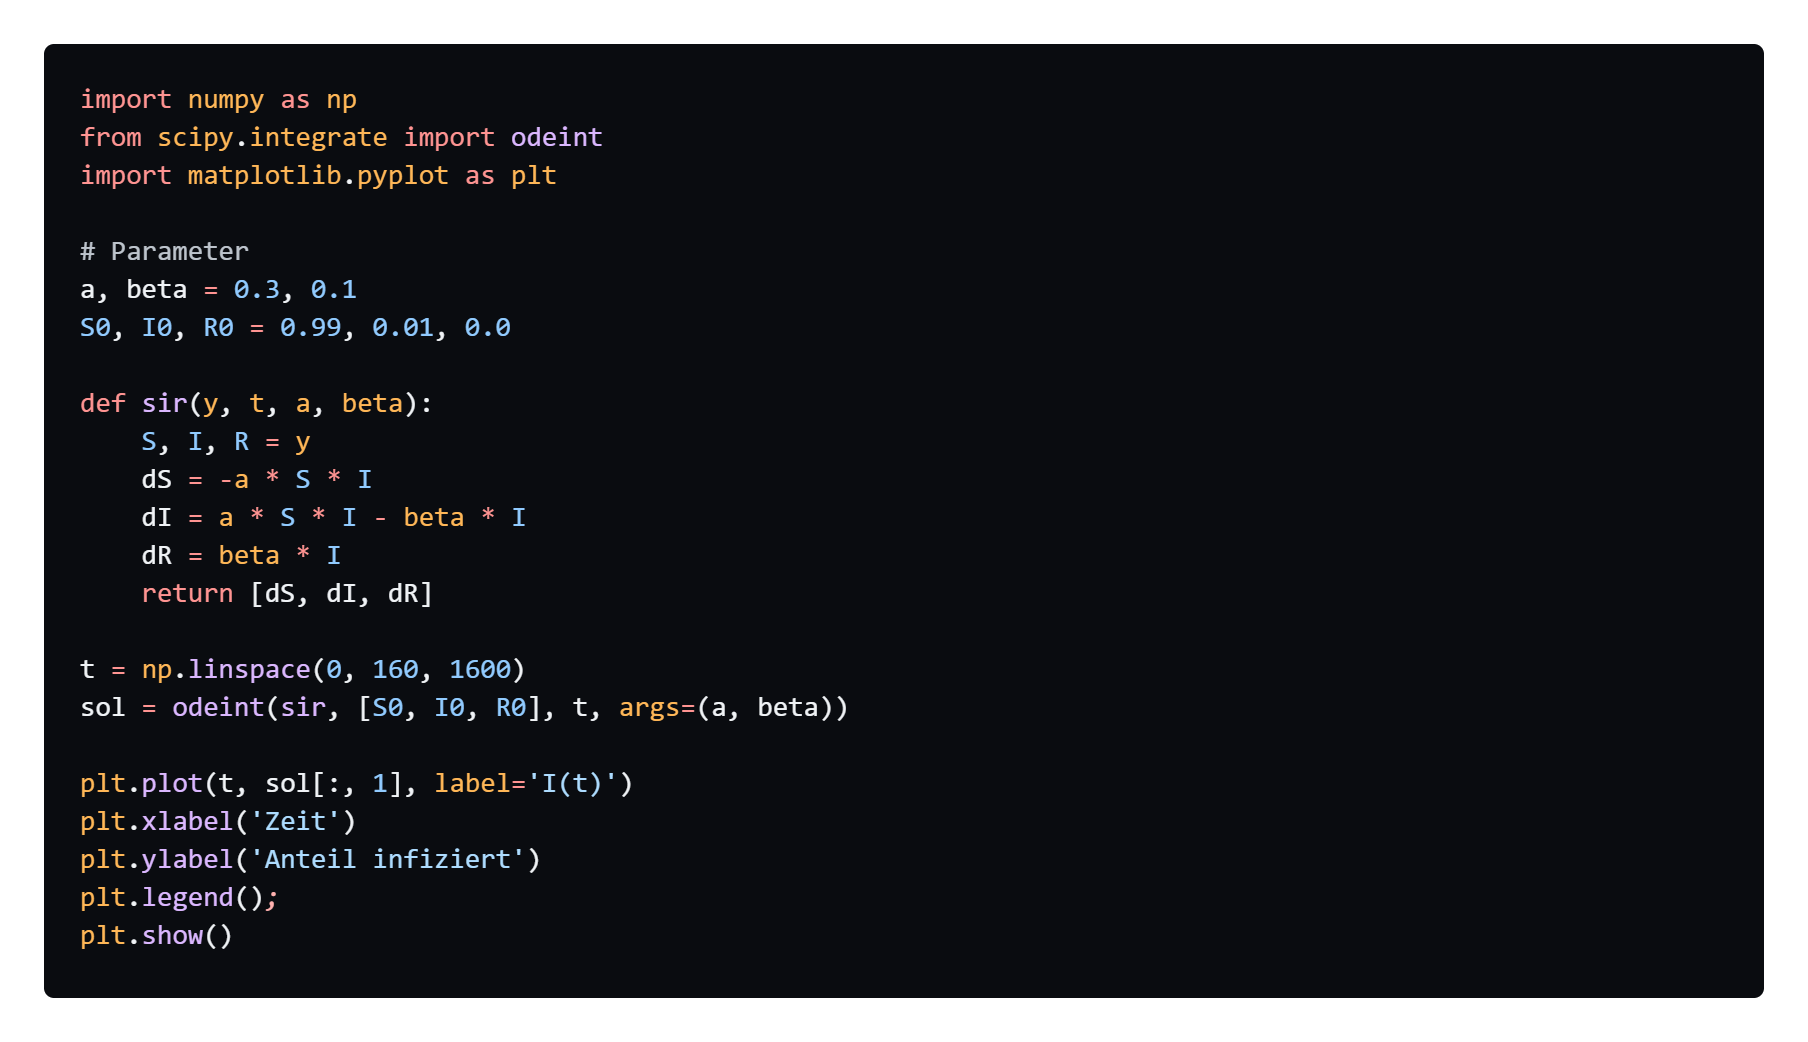 import numpy as np
from scipy.integrate import odeint
import matplotlib.pyplot as plt

# Parameter
a, beta = 0.3, 0.1
S0, I0, R0 = 0.99, 0.01, 0.0

def sir(y, t, a, beta):
    S, I, R = y
    dS = -a * S * I
    dI = a * S * I - beta * I
    dR = beta * I
    return [dS, dI, dR]

t = np.linspace(0, 160, 1600)
sol = odeint(sir, [S0, I0, R0], t, args=(a, beta))

plt.plot(t, sol[:, 1], label='I(t)')
plt.xlabel('Zeit')
plt.ylabel('Anteil infiziert')
plt.legend();
plt.show()